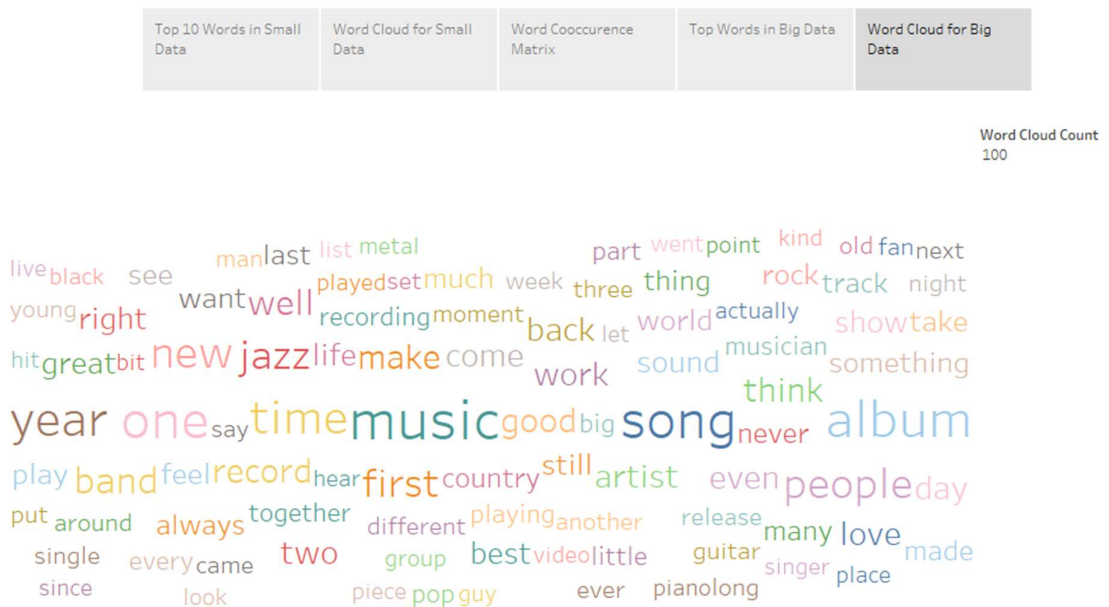 Top 10 Words in Small Data
Word Cloud for Small Data
Word Cooccurence Matrix
Top Words in Big Data
Word Cloud for Big Data
Word Cloud Count
100
man last list metal part went point kind old fan next
live black see played set much week three thing rock track night
young right want well recording moment back let world actually show take
hit great bit new jazz life make come work sound musician something
think
year one say time music good big song never album
play band feel record hear first country still artist even people day
put around always together different playing another release many love made
single every came two group best video little guitar singer place
since look piece pop guy ever piano long